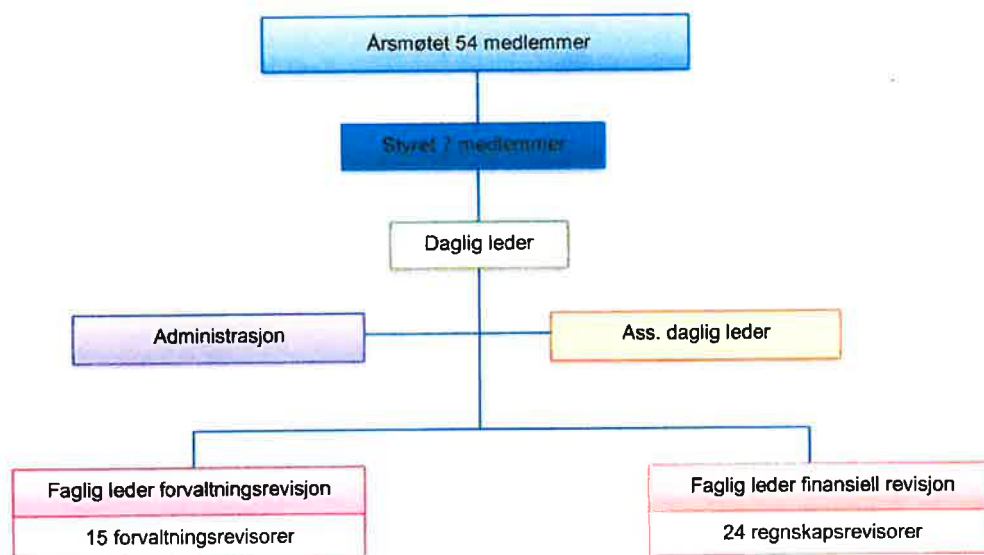 Årsmøtet 54 medlemmer
Styret 7 medlemmer
Daglig leder
Administrasjon
Ass. daglig leder
Faglig leder forvaltningsrevisjon
15 forvaltningsrevisorer
Faglig leder finansiell revisjon
24 regnskapsrevisorer